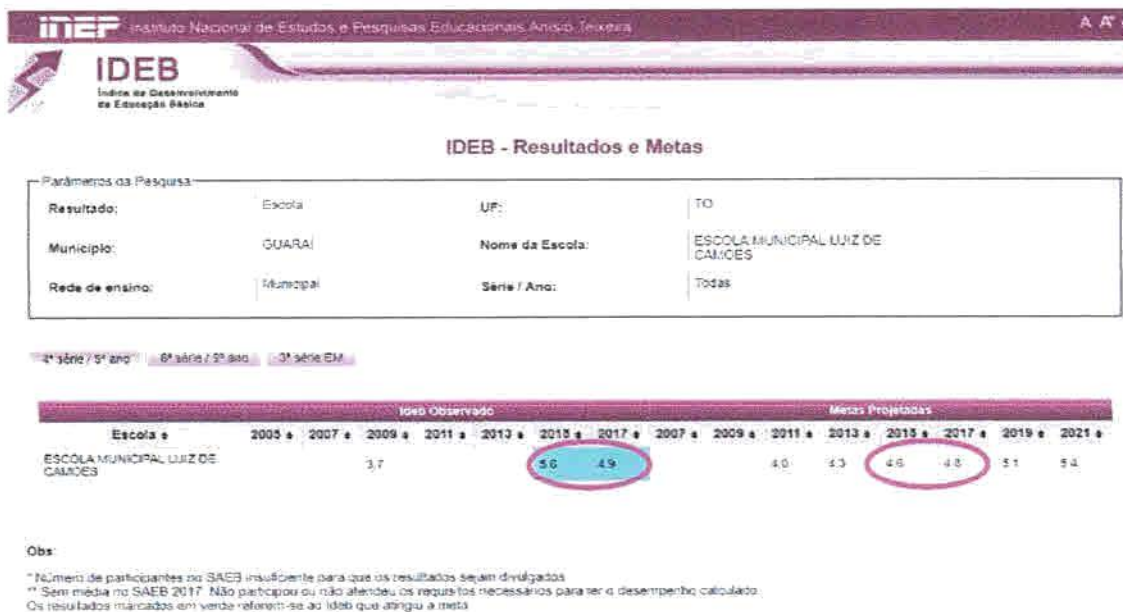 inep Instituto Nacional de Estudos e Pesquisas Educacionais Anísio Teixeira A A+
IDEB
Índice de Desenvolvimento
da Educação Básica
IDEB - Resultados e Metas
Parâmetros da Pesquisa
Resultado: Escola UF: TO
Município: GUARAÍ Nome da Escola: ESCOLA MUNICIPAL LUIZ DE CAMOES
Rede de ensino: Municipal Série / Ano: Todas
4ª série / 5º ano 8ª série / 9º ano 3ª série EM
Ideb Observado Metas Projetadas
Escola 2005 2007 2009 2011 2013 2015 2017 2007 2009 2011 2013 2015 2017 2019 2021
ESCOLA MUNICIPAL LUIZ DE CAMOES 3.7 5.6 4.9 4.0 4.3 4.6 4.8 5.1 5.4
Obs:
* Número de participantes no SAEB insuficiente para que os resultados sejam divulgados
** Sem média no SAEB 2017: Não participou ou não atendeu os requisitos necessários para ter o desempenho calculado.
Os resultados marcados em verde referem-se ao Ideb que atingiu a meta